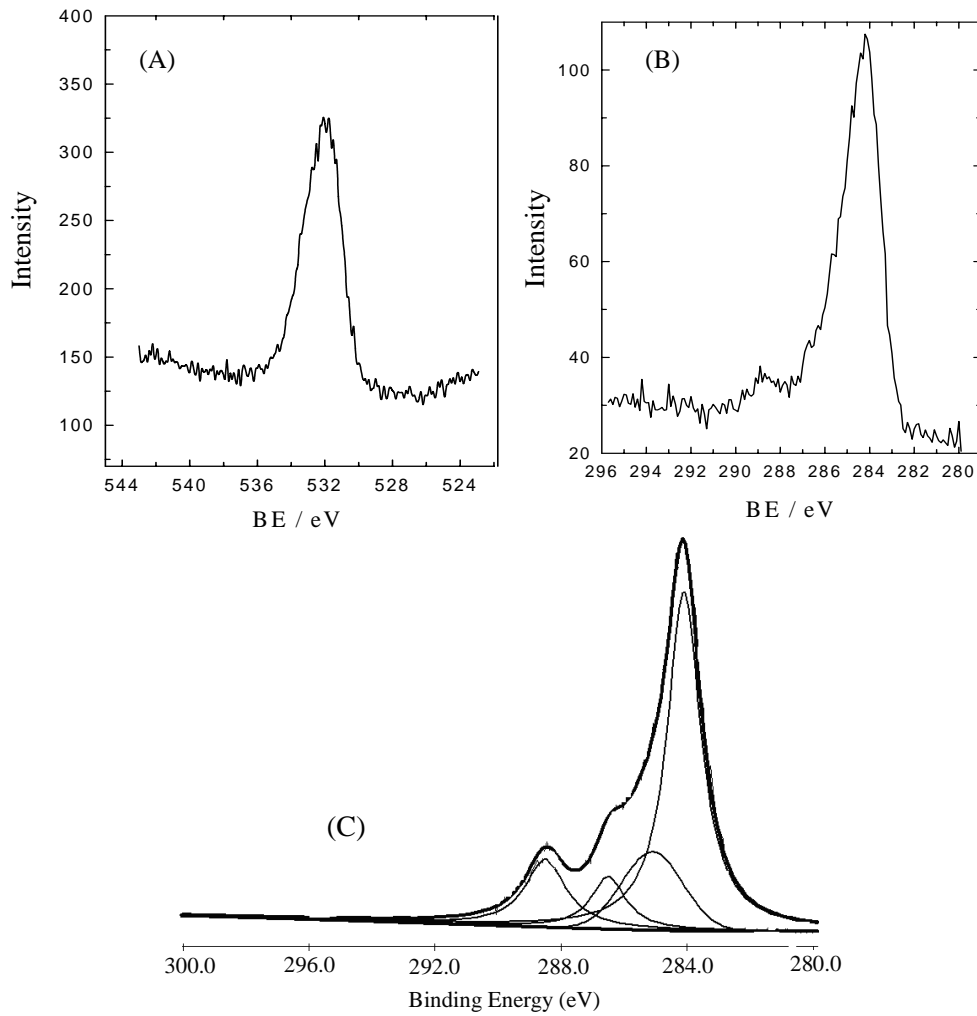 (A)
400
350
300
250
200
150
100
Intensity
544 540 536 532 528 524
BE / eV
(B)
100
80
60
40
20
Intensity
296 294 292 290 288 286 284 282 280
BE / eV
(C)
300.0 296.0 292.0 288.0 284.0 280.0
Binding Energy (eV)